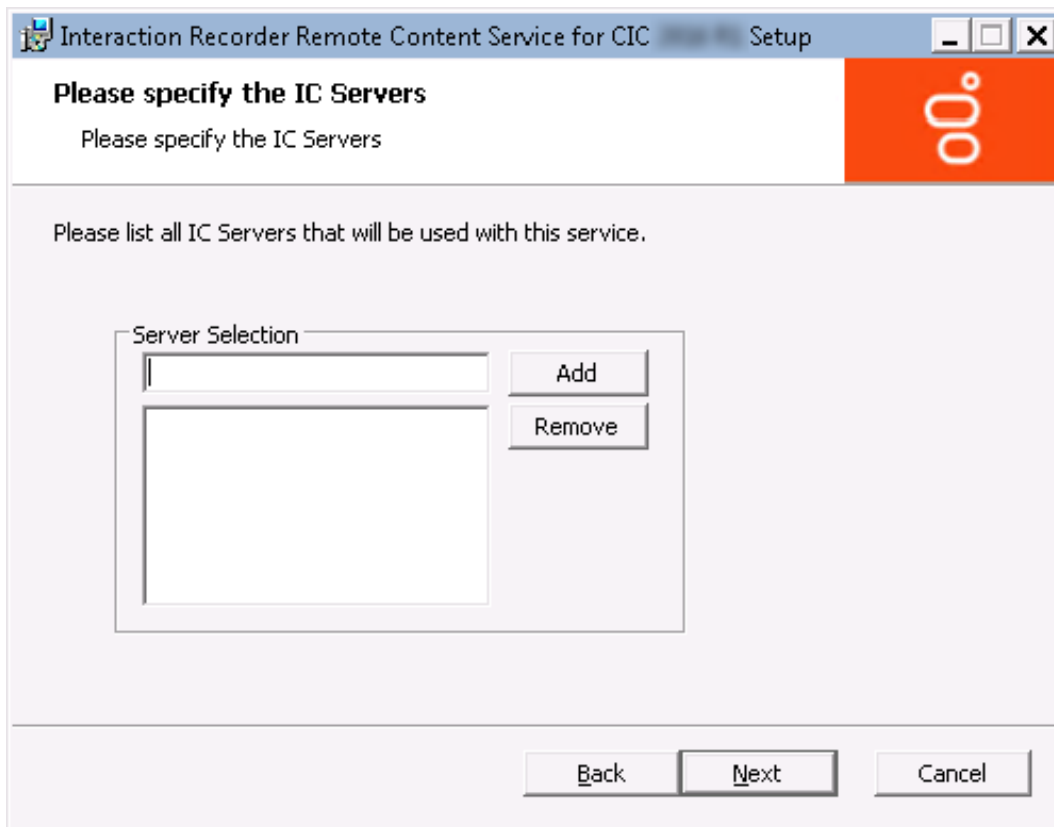 Interaction Recorder Remote Content Service for CIC Setup
Please specify the IC Servers
Please specify the IC Servers
Please list all IC Servers that will be used with this service.
Server Selection
Add
Remove
Back
Next
Cancel